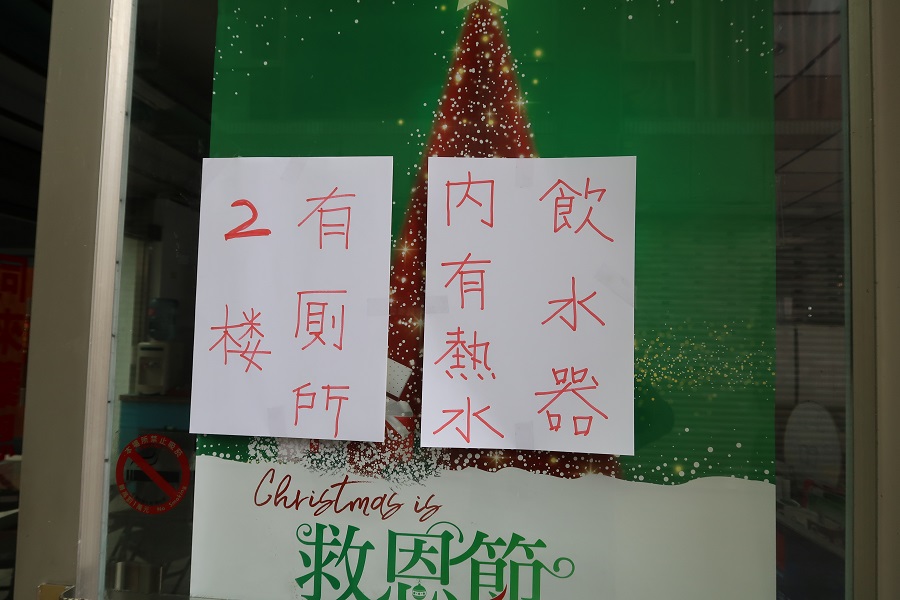 2楼
有厠所
内有熱水
飲水器
Christmas is
救恩節